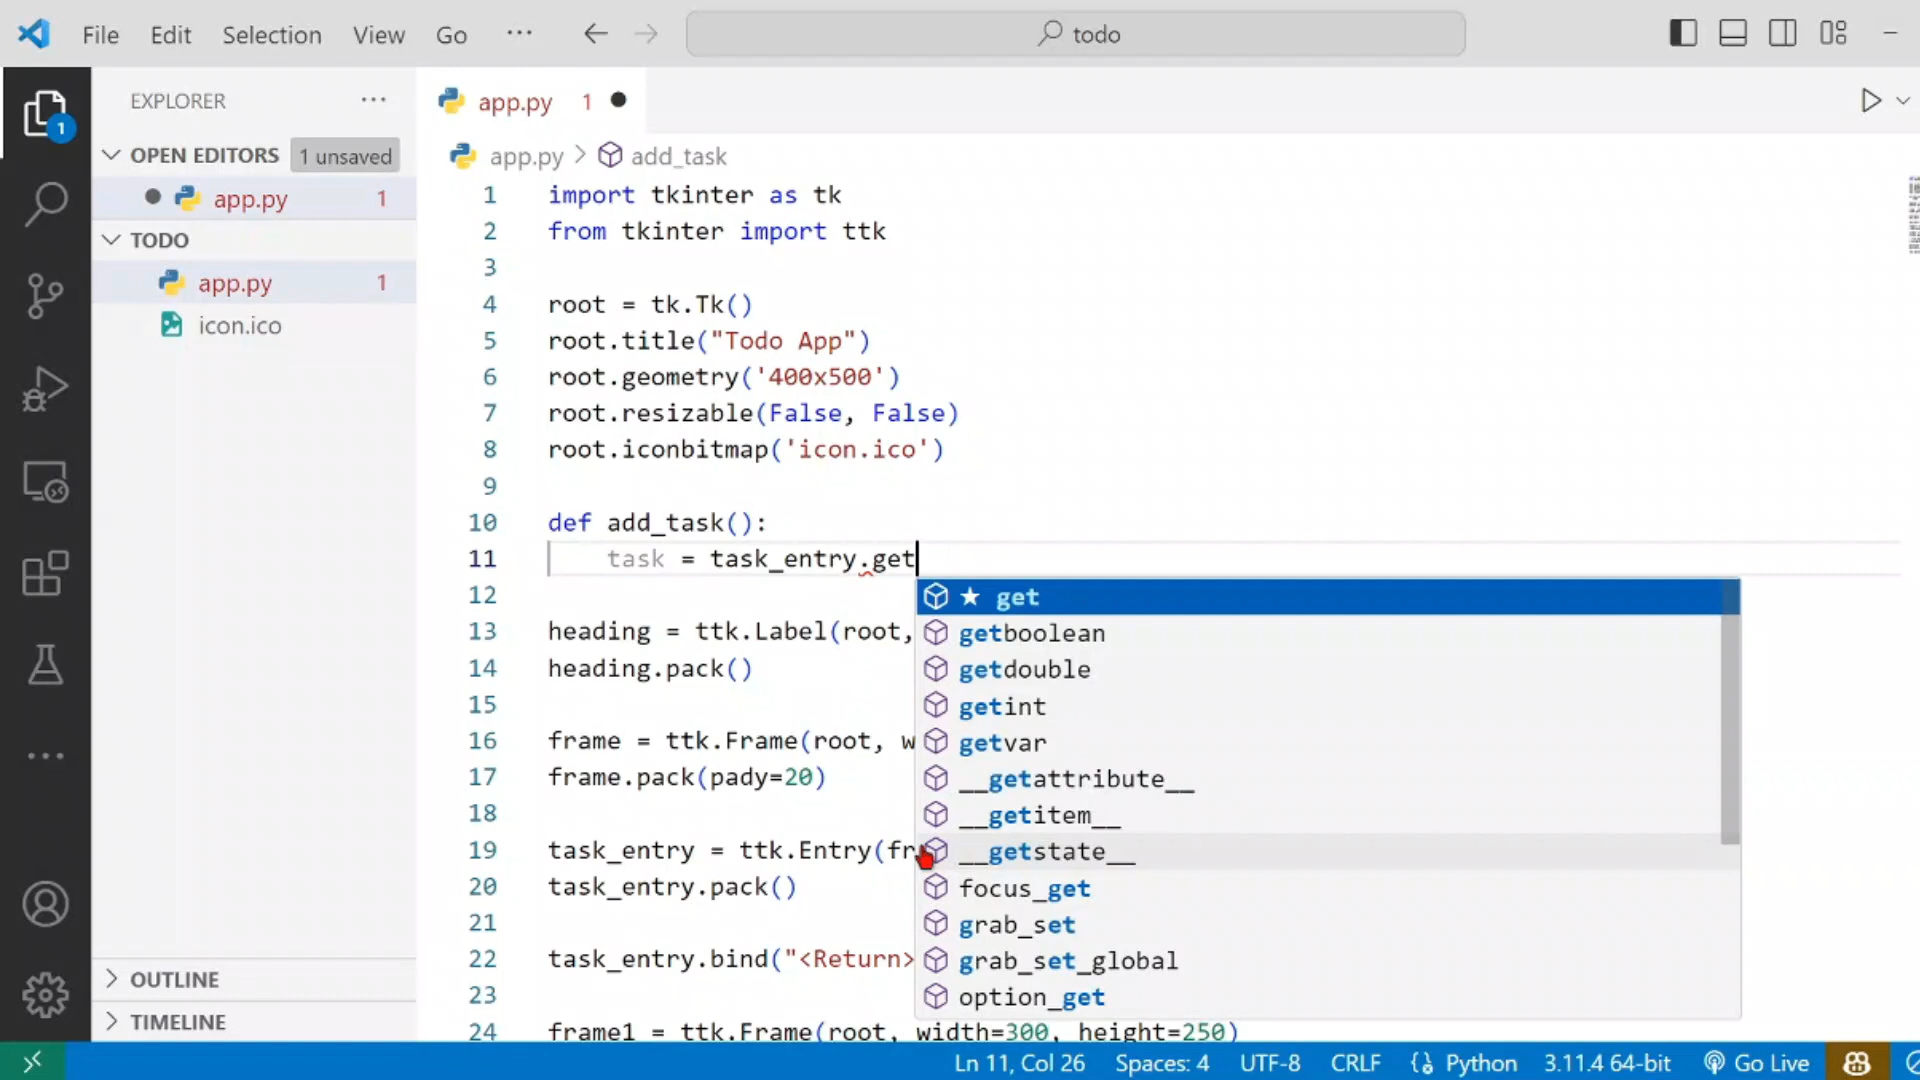 File Edit Selection View Go ··· todo
EXPLORER ···
OPEN EDITORS 1 unsaved
app.py 1
TODO
app.py 1
icon.ico
OUTLINE
TIMELINE
1
app.py 1
app.py > add_task
1 import tkinter as tk
2 from tkinter import ttk
3
4 root = tk.Tk()
5 root.title("Todo App")
6 root.geometry('400x500')
7 root.resizable(False, False)
8 root.iconbitmap('icon.ico')
9
10 def add_task():
11 task = task_entry.get
12
13 heading = ttk.Label(root,
14 heading.pack()
15
16 frame = ttk.Frame(root, w
17 frame.pack(pady=20)
18
19 task_entry = ttk.Entry(fr
20 task_entry.pack()
21
22 task_entry.bind("<Return>
23
24 frame1 = ttk.Frame(root, width=300, height=250)
★ get
getboolean
getdouble
getint
getvar
__getattribute__
__getitem__
__getstate__
focus_get
grab_set
grab_set_global
option_get
Ln 11, Col 26 Spaces: 4 UTF-8 CRLF Python 3.11.4 64-bit Go Live